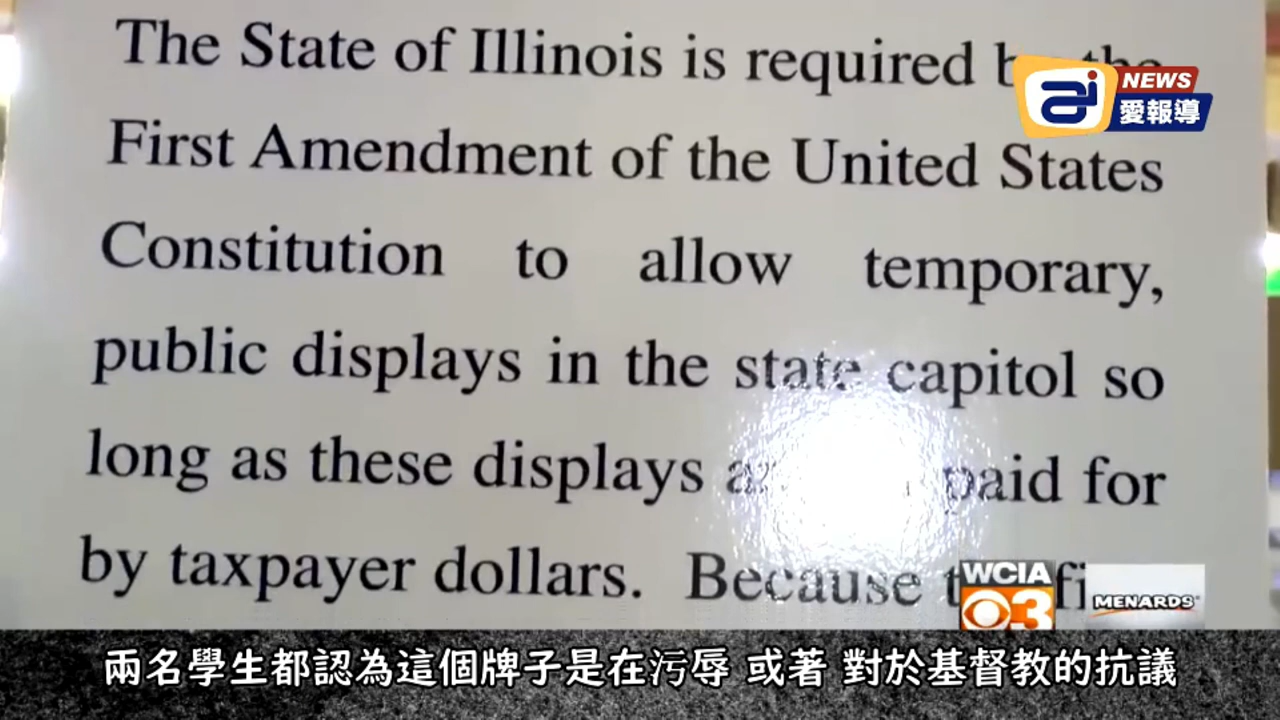 The State of Illinois is required
First Amendment of the United States
Constitution to allow temporary,
public displays in the state capitol so
long as these displays paid for
by taxpayer dollars. Because
ai NEWS
愛報導
WCIA
3
MENARDS
兩名學生都認為這個牌子是在污辱 或著 對於基督教的抗議